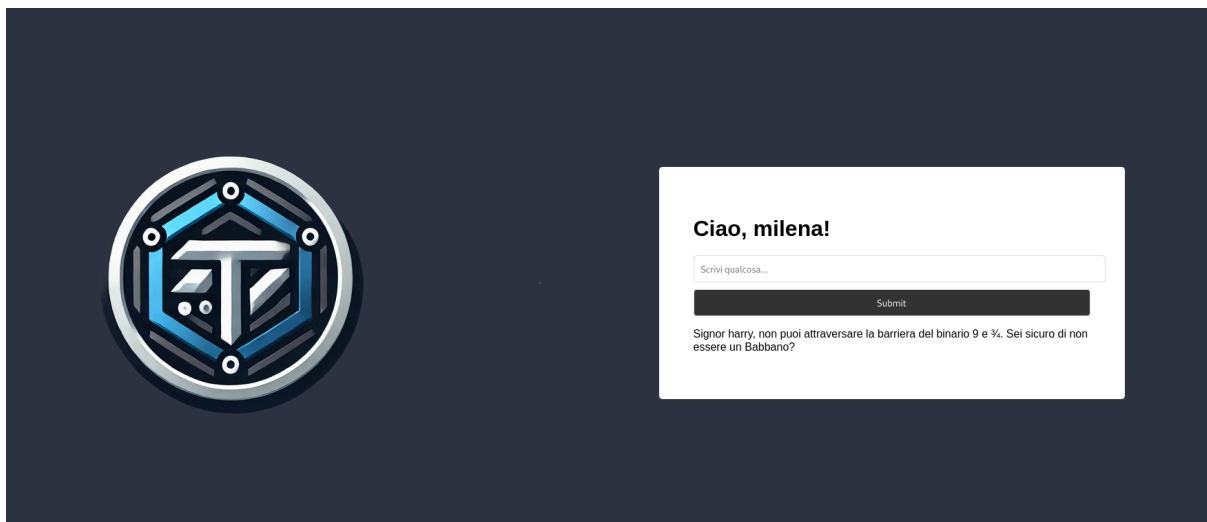 Ciao, milena!
Scrivi qualcosa...
Submit
Signor harry, non puoi attraversare la barriera del binario 9 e ¾. Sei sicuro di non
essere un Babbano?